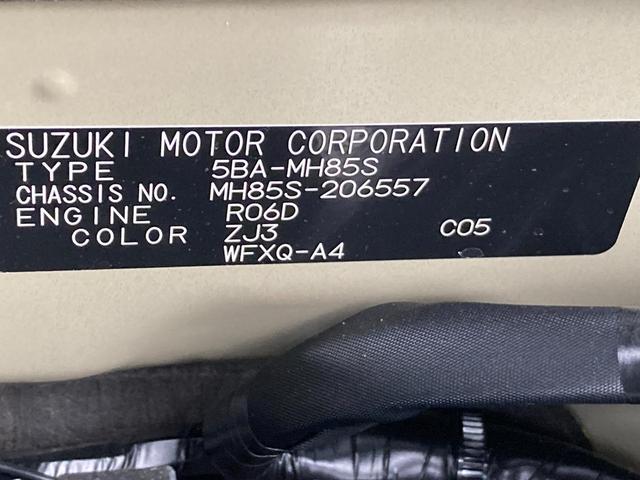 SUZUKI MOTOR CORPORATION
TYPE 5BA-MH85S
CHASSIS NO. MH85S-206557
ENGINE R06D
COLOR ZJ3 C05
WFXQ-A4